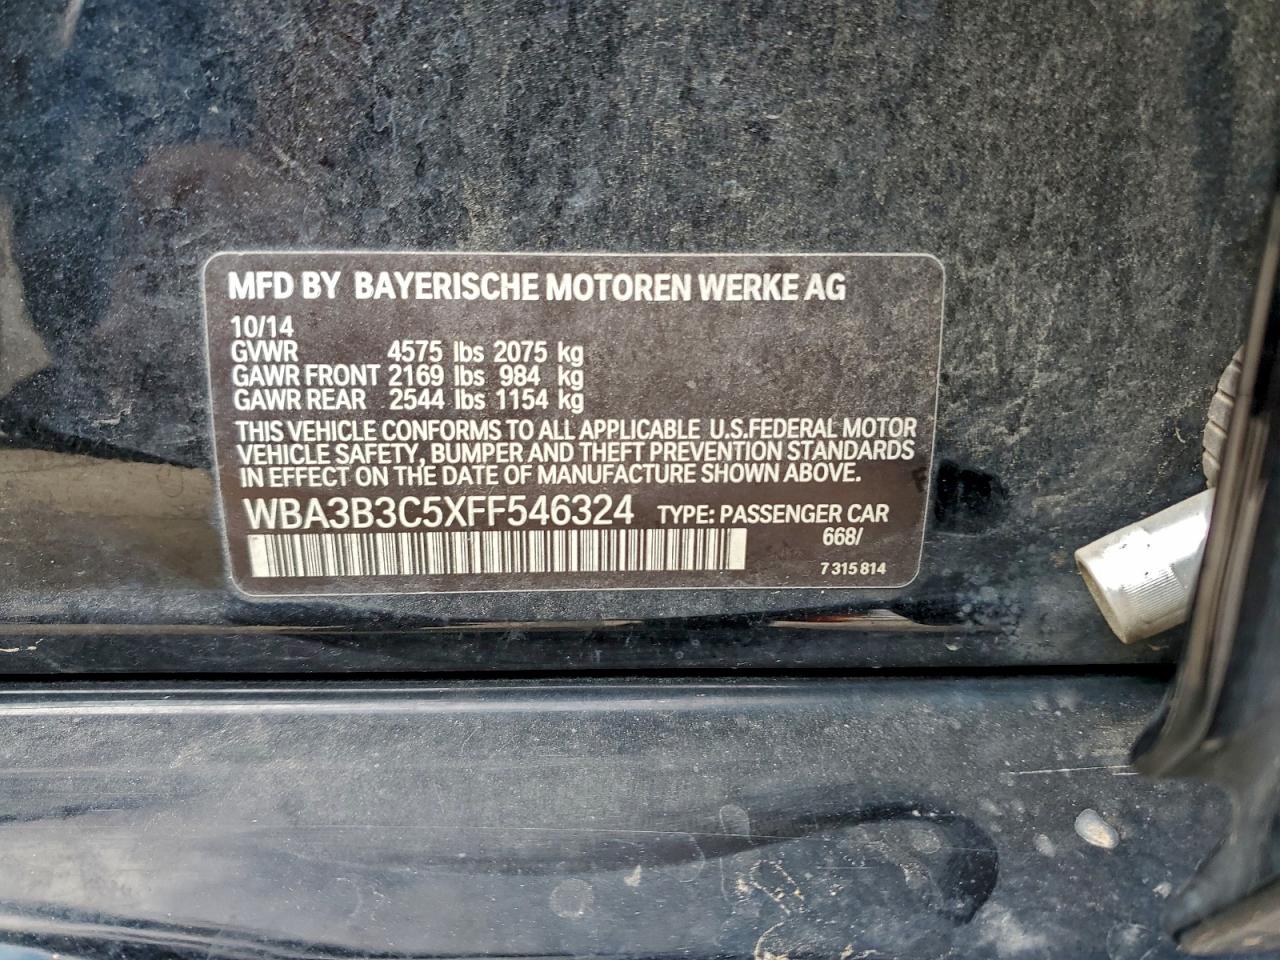 MFD BY BAYERISCHE MOTOREN WERKE AG
10/14
GVWR 4575 lbs 2075 kg
GAWR FRONT 2169 lbs 984 kg
GAWR REAR 2544 lbs 1154 kg
THIS VEHICLE CONFORMS TO ALL APPLICABLE U.S.FEDERAL MOTOR
VEHICLE SAFETY, BUMPER AND THEFT PREVENTION STANDARDS
IN EFFECT ON THE DATE OF MANUFACTURE SHOWN ABOVE.
WBA3B3C5XFF546324 TYPE: PASSENGER CAR
668/
7 315 814